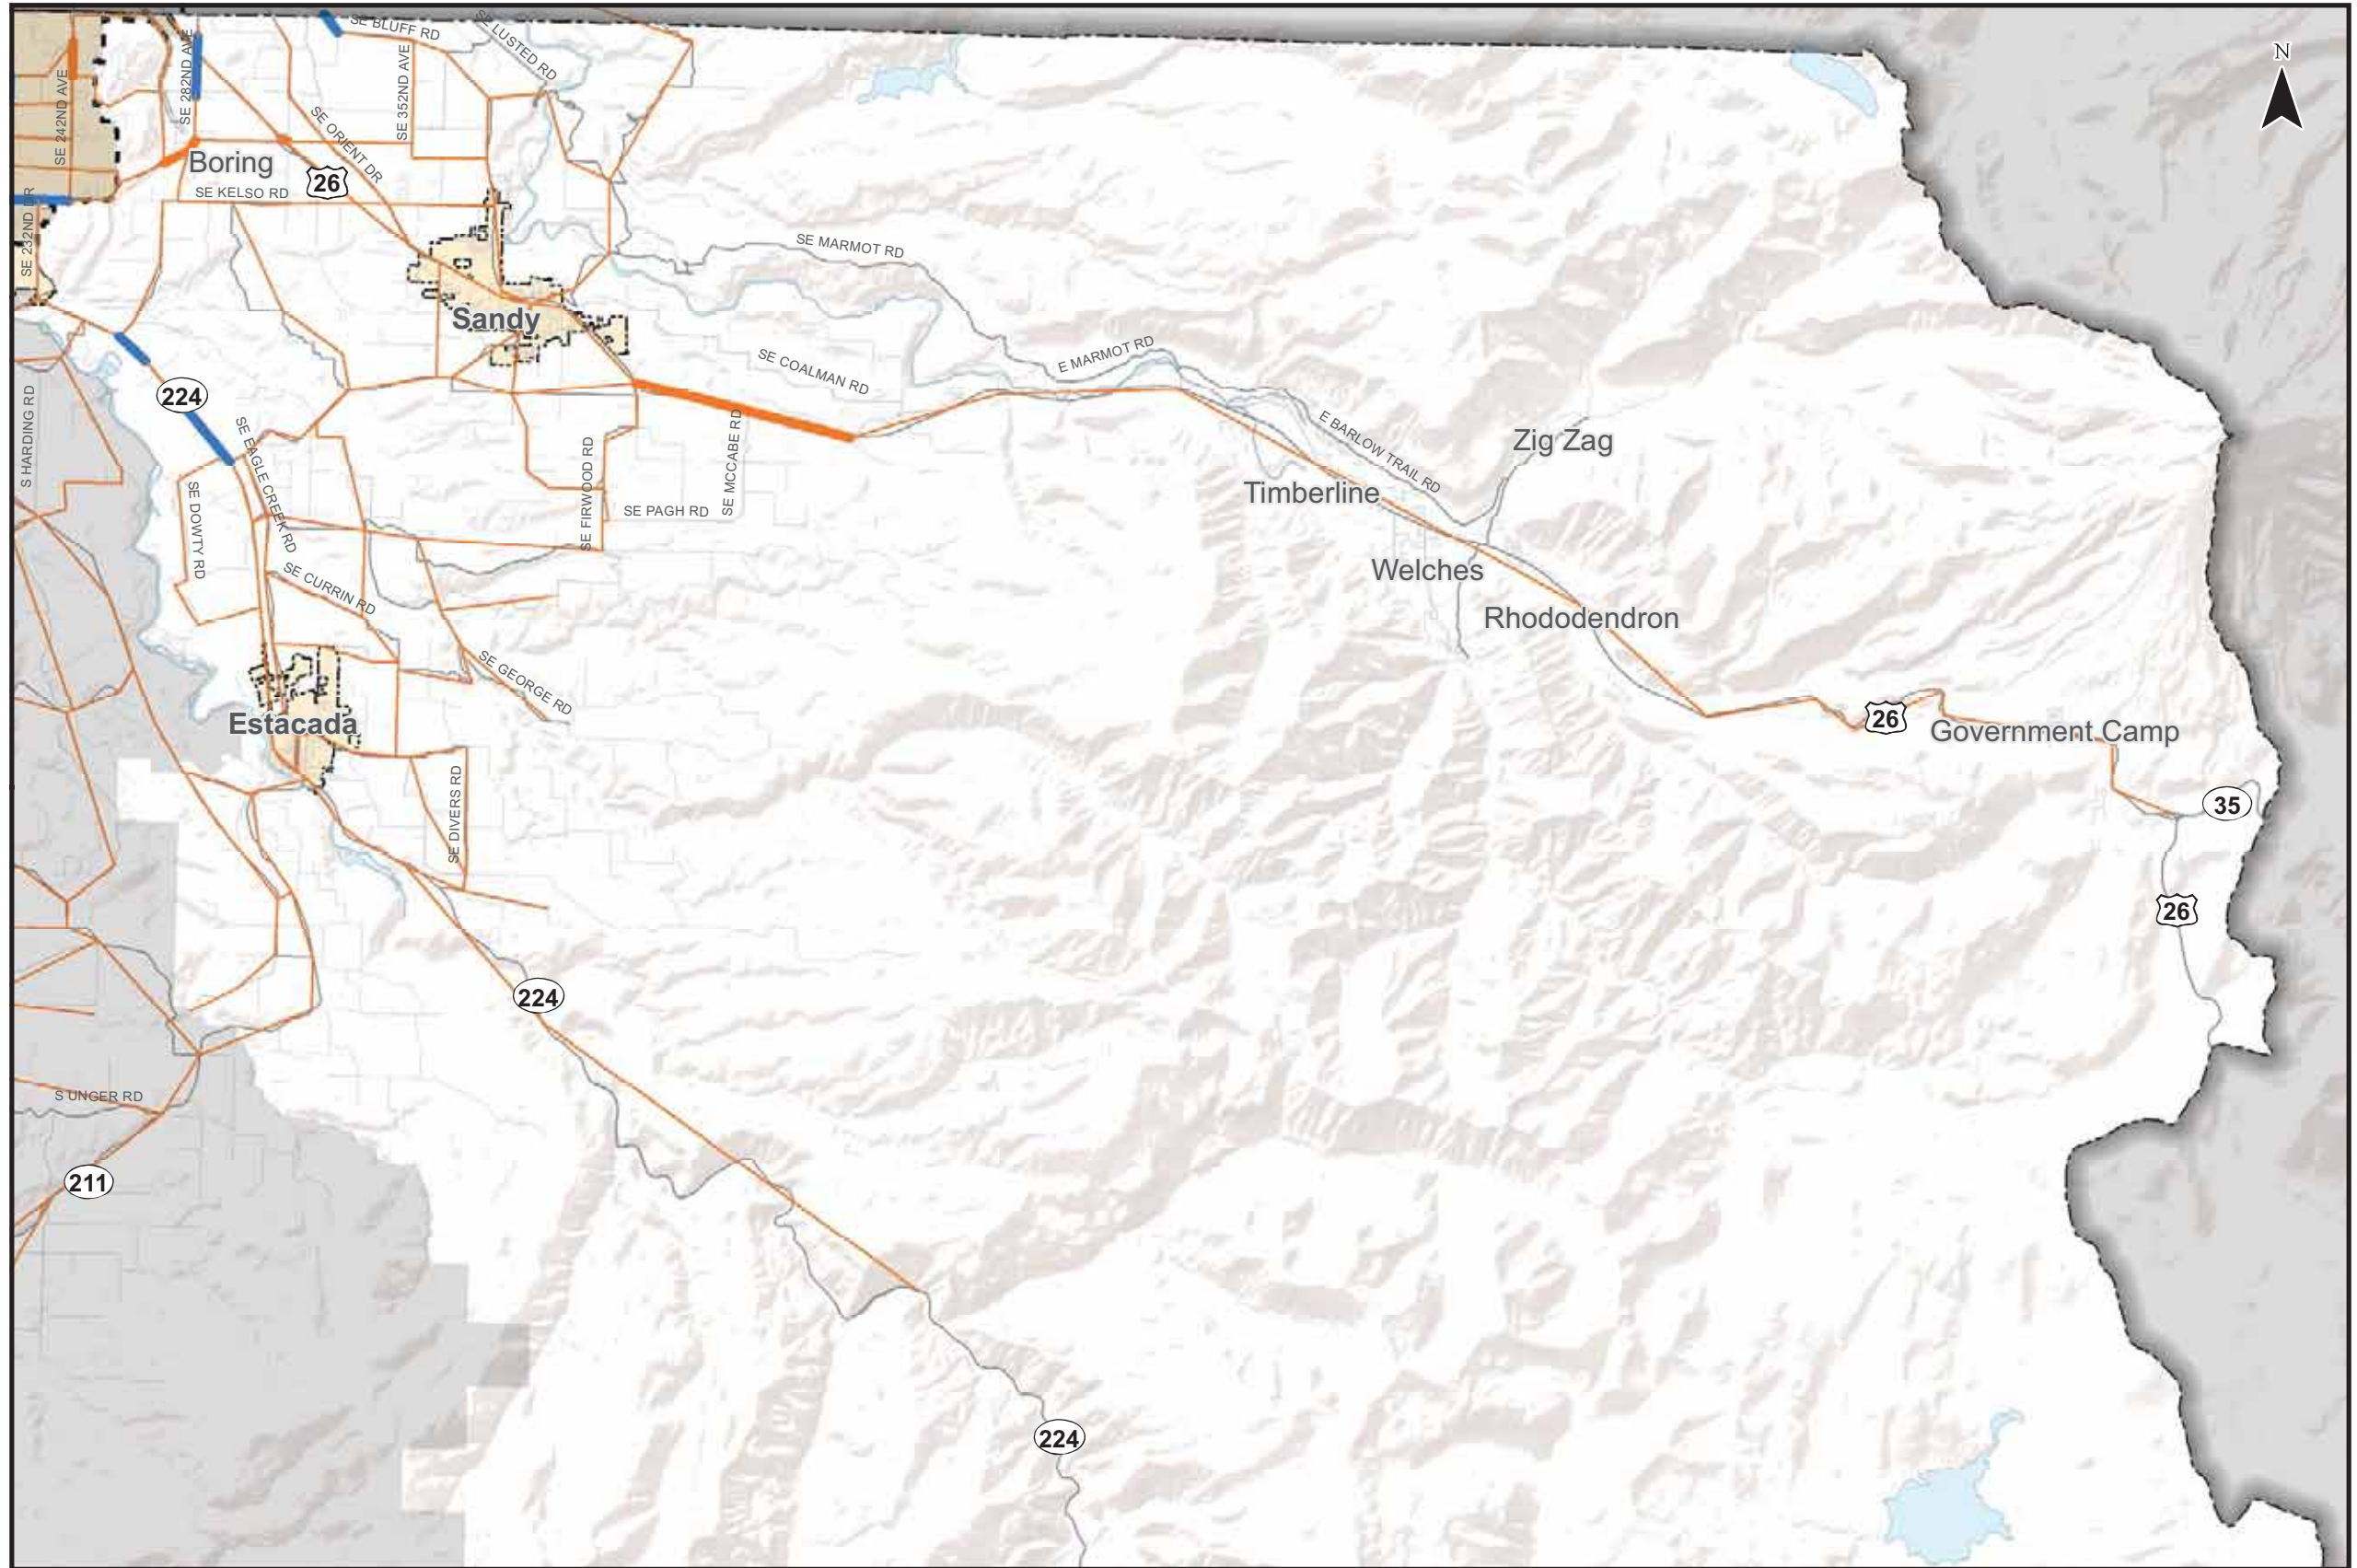 SE BLUFF RD
SE LUSTED RD
N
SE 282ND AVE
SE 352ND AVE
SE 242ND AVE
SE ORIENT DR
Boring
26
SE KELSO RD
SE 232ND DR
SE MARMOT RD
Sandy
E MARMOT RD
SE COALMAN RD
224
S HARDING RD
SE EAGLE CREEK RD
SE FIRWOOD RD
SE MCCABE RD
E BARLOW TRAIL RD
Zig Zag
Timberline
SE DOWTY RD
SE PAGH RD
SE CURRIN RD
Welches
Rhododendron
SE GEORGE RD
Estacada
26
Government Camp
SE DIVERS RD
35
26
224
S UNGER RD
211
224